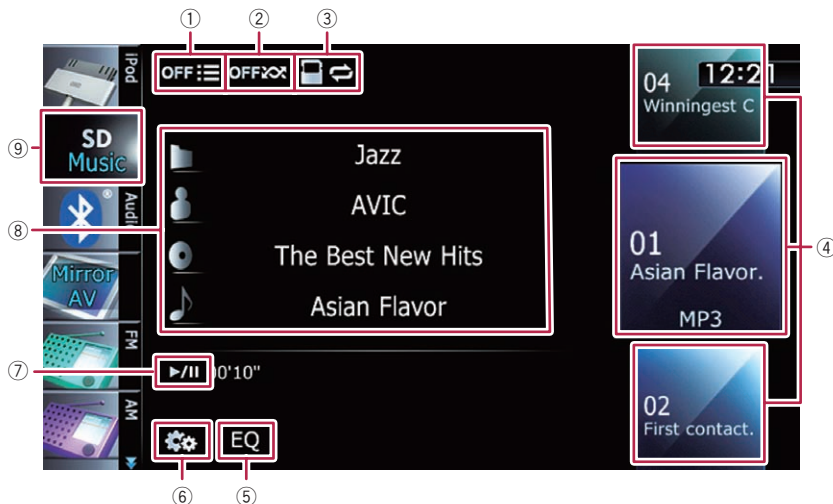 ① ② ③
iPod
OFF OFF
04 12:21
Winningest C
⑨ SD
Music
Jazz
Audio
AVIC
⑧
The Best New Hits
④
01
Asian Flavor.
Mirror
AV
Asian Flavor
MP3
FM
⑦ ►/II 00'10"
02
First contact.
AM
EQ
⑥ ⑤